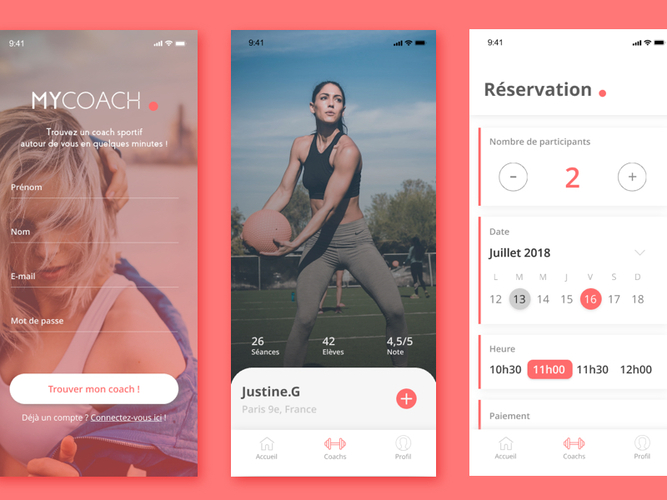 9:41
MYCOACH
Trouvez un coach sportif
autour de vous en quelques minutes !
Prénom
Nom
E-mail
Mot de passe
Trouver mon coach !
Déjà un compte ? Connectez-vous ici !
9:41
26
Séances
42
Elèves
4,5/5
Note
Justine.G
Paris 9e, France
Accueil
Coachs
Profil
9:41
Réservation
Nombre de participants
- 2 +
Date
Juillet 2018
L M M J V S D
12 13 14 15 16 17 18
Heure
10h30 11h00 11h30 12h00
Paiement
Accueil
Coachs
Profil